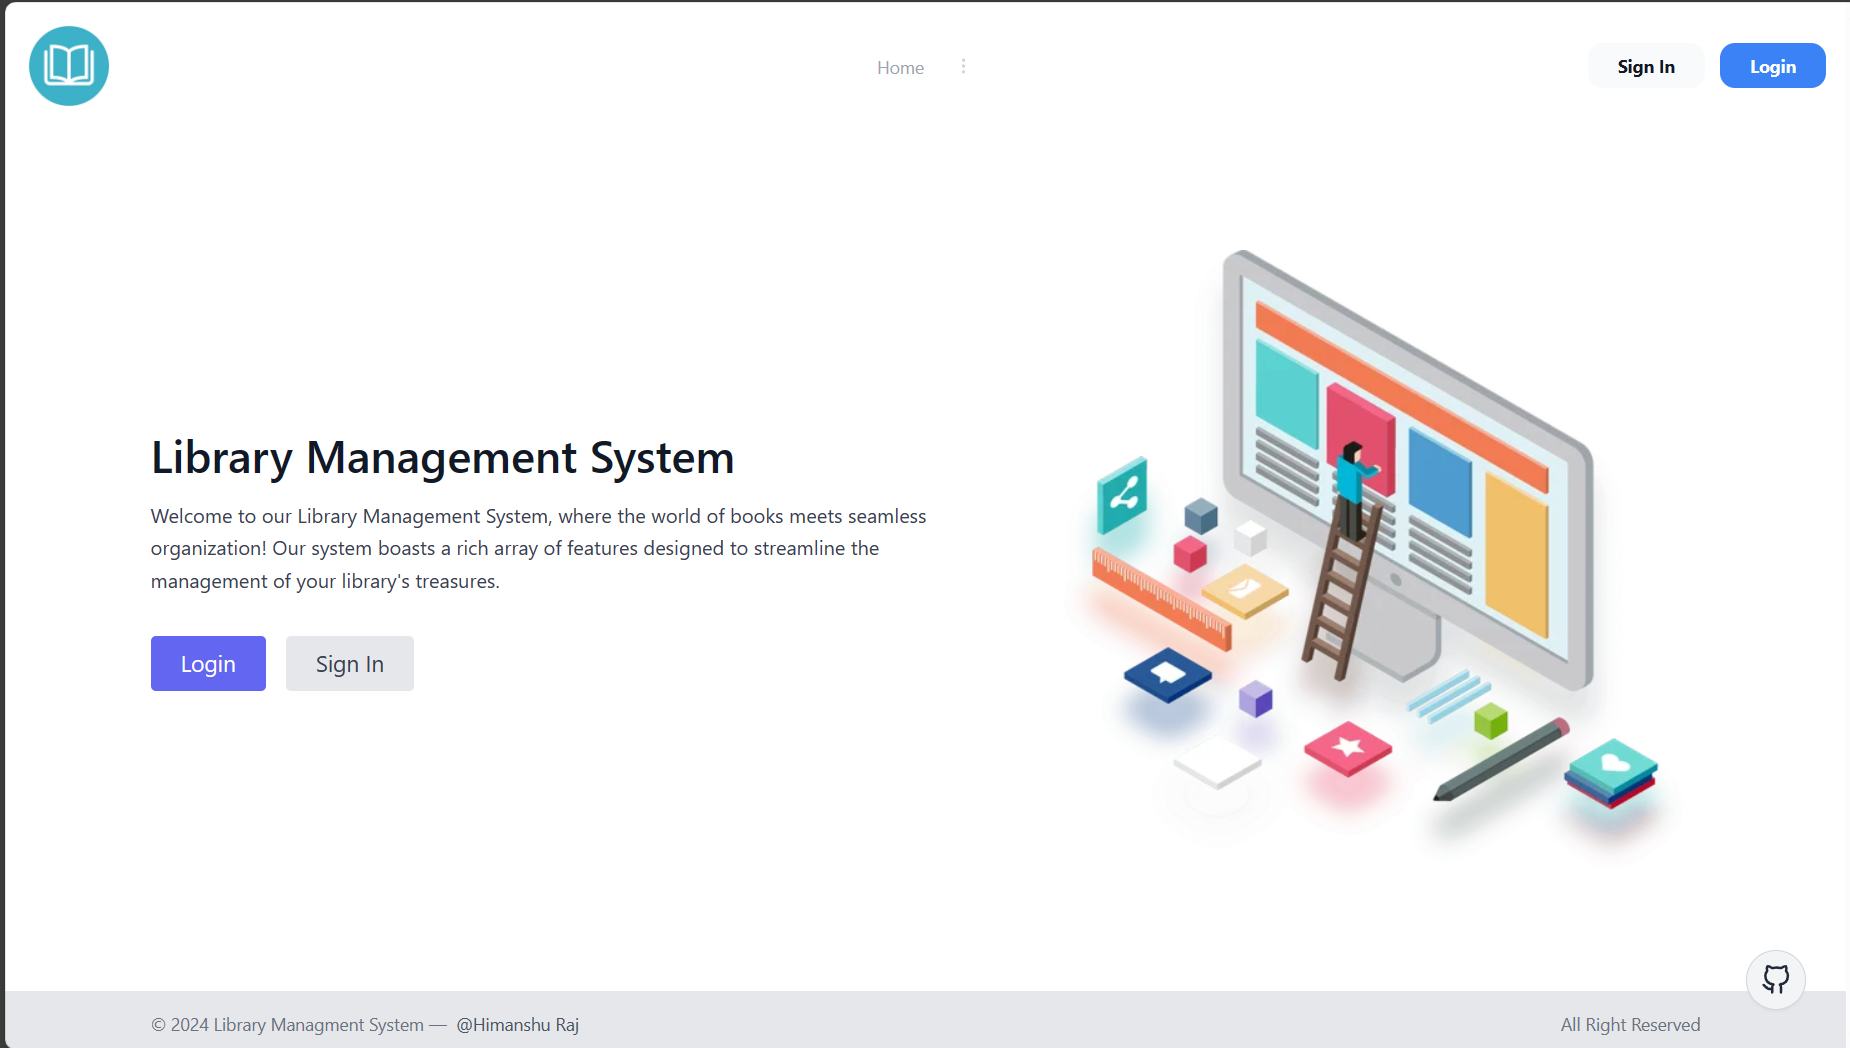 Home
Sign In
Login
Library Management System
Welcome to our Library Management System, where the world of books meets seamless
organization! Our system boasts a rich array of features designed to streamline the
management of your library's treasures.
Login
Sign In
© 2024 Library Managment System — @Himanshu Raj
All Right Reserved